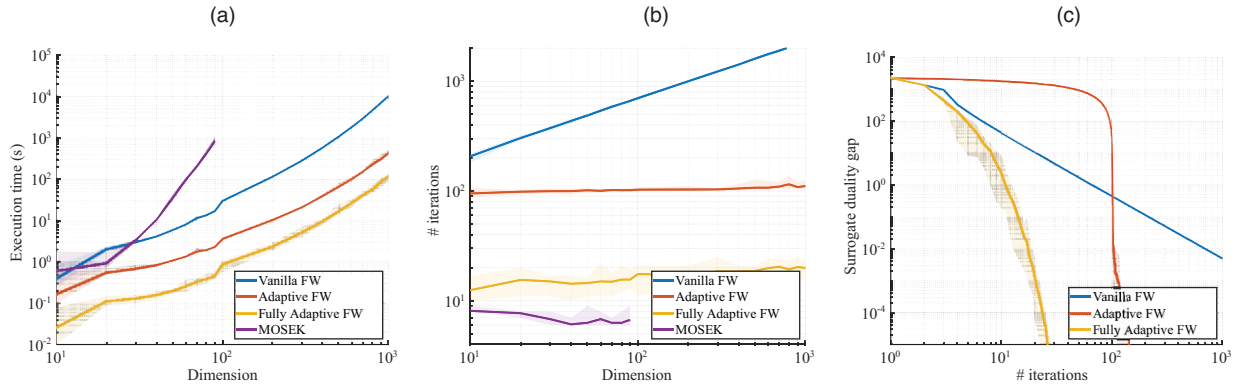 (a)
Execution time (s)
10^5
10^4
10^3
10^2
10^1
10^0
10^-1
10^-2
10^1
10^2
10^3
Dimension
Vanilla FW
Adaptive FW
Fully Adaptive FW
MOSEK
(b)
# iterations
10^3
10^2
10^1
10^1
10^2
10^3
Dimension
Vanilla FW
Adaptive FW
Fully Adaptive FW
MOSEK
(c)
Surrogate duality gap
10^4
10^2
10^0
10^-2
10^-4
10^0
10^1
10^2
10^3
# iterations
Vanilla FW
Adaptive FW
Fully Adaptive FW